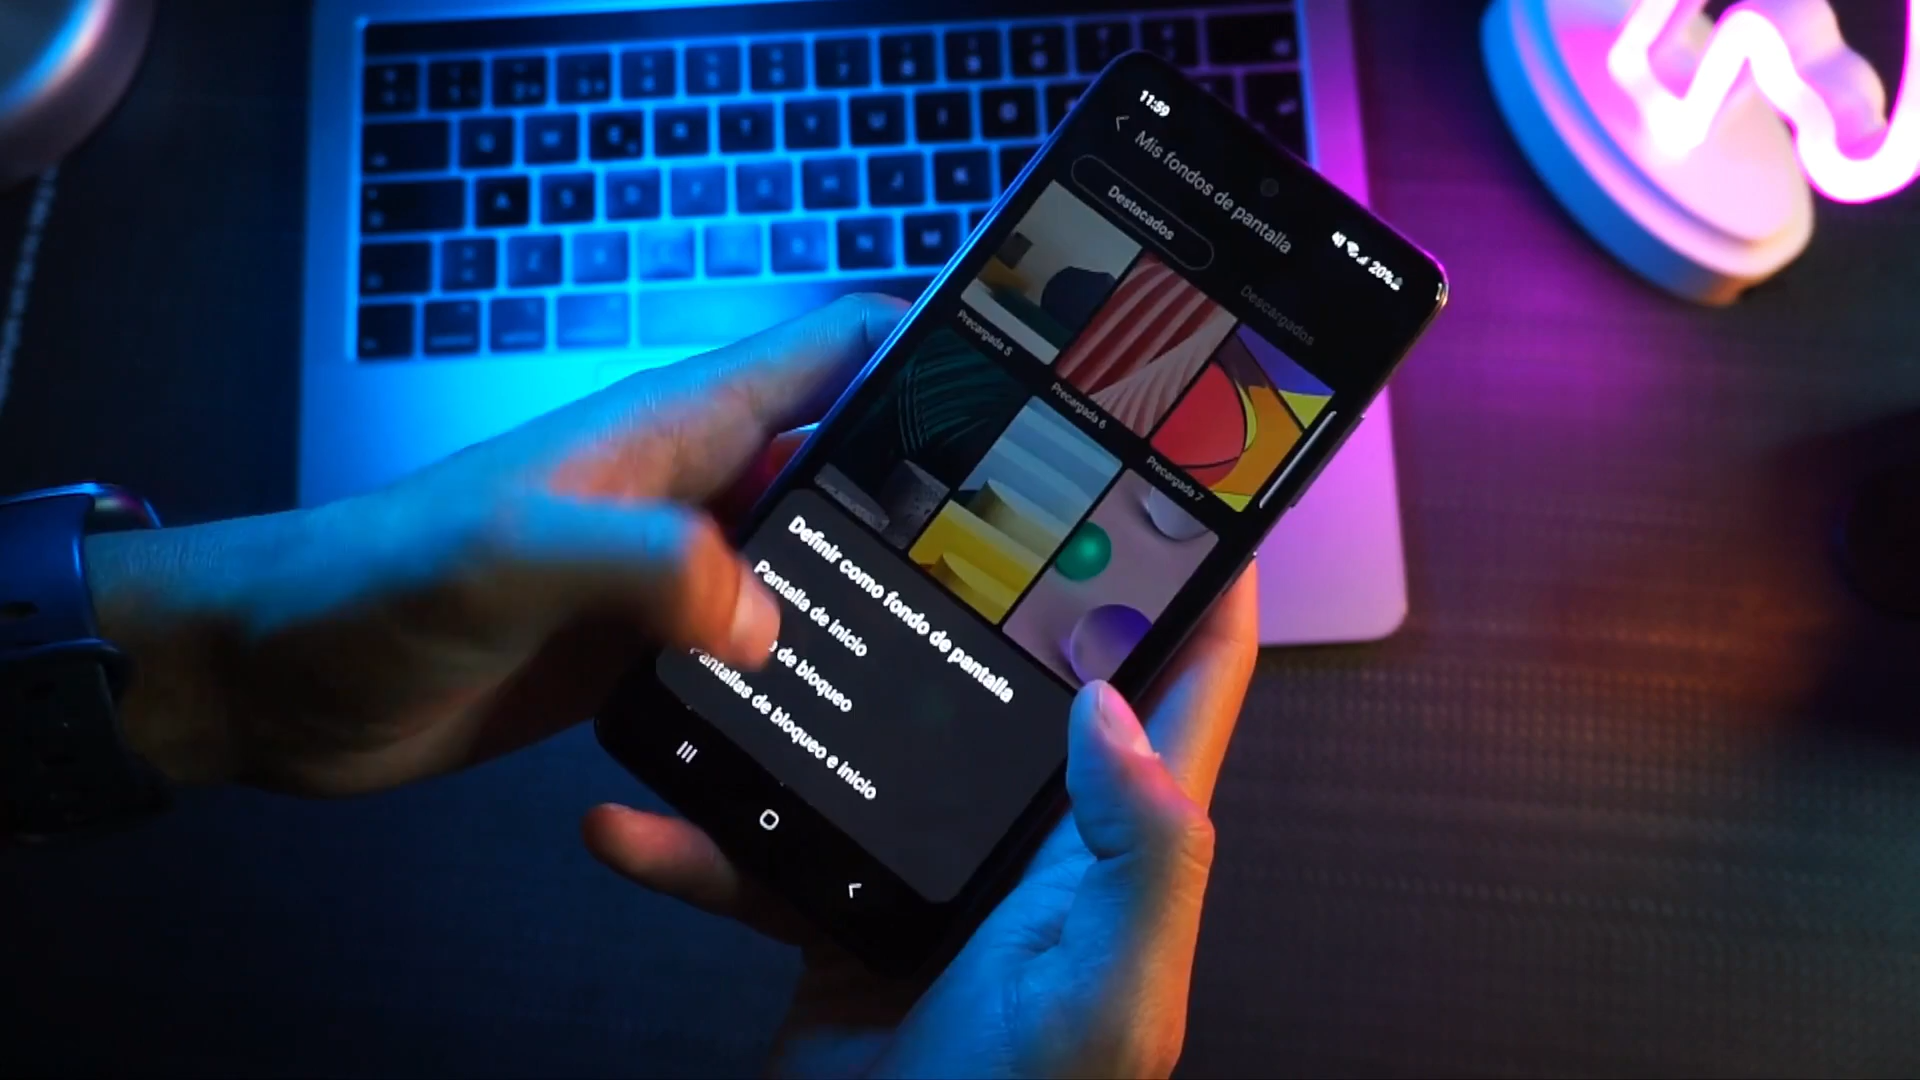 11:59
20%
Mis fondos de pantalla
Destacados
Descargados
Precargada 5
Precargada 6
Precargada 7
Definir como fondo de pantalla
Pantalla de inicio
de bloqueo
Pantallas de bloqueo e inicio